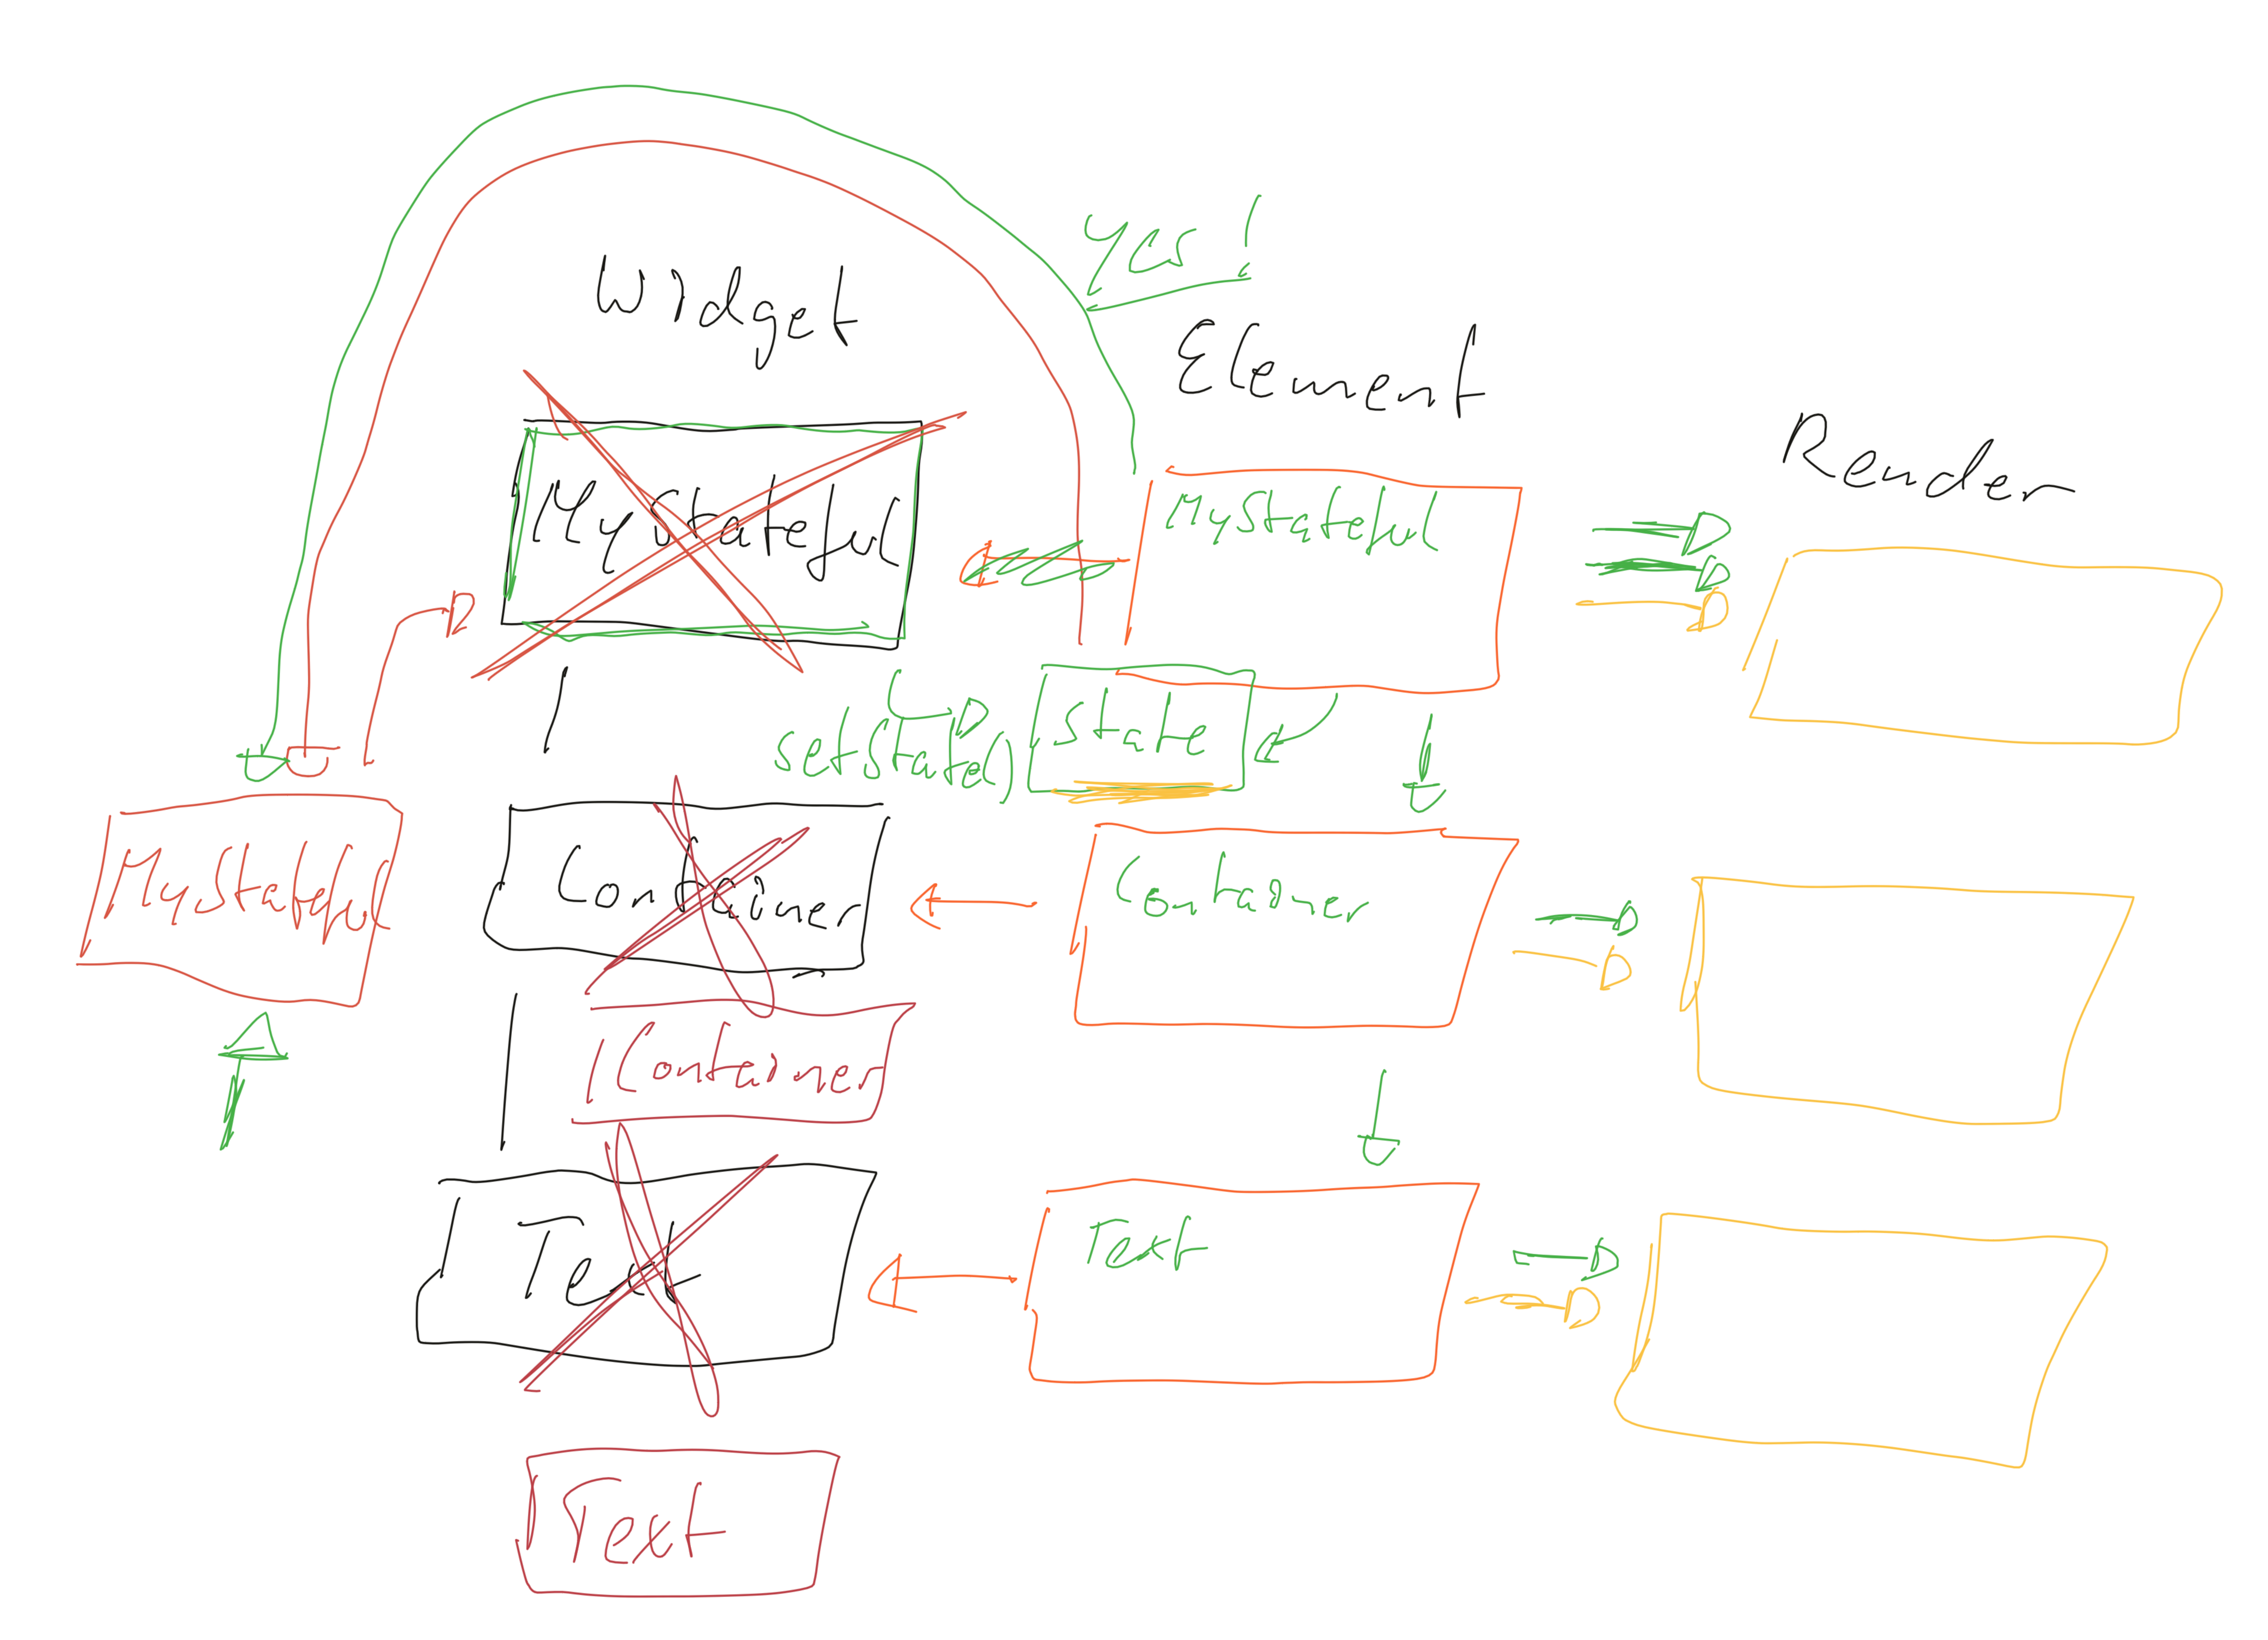 yes!
Widget
Element
Render
MyStateful
MyStateful
setState()
State
MyStateful
Container
Container
Container
Text
Text
Text